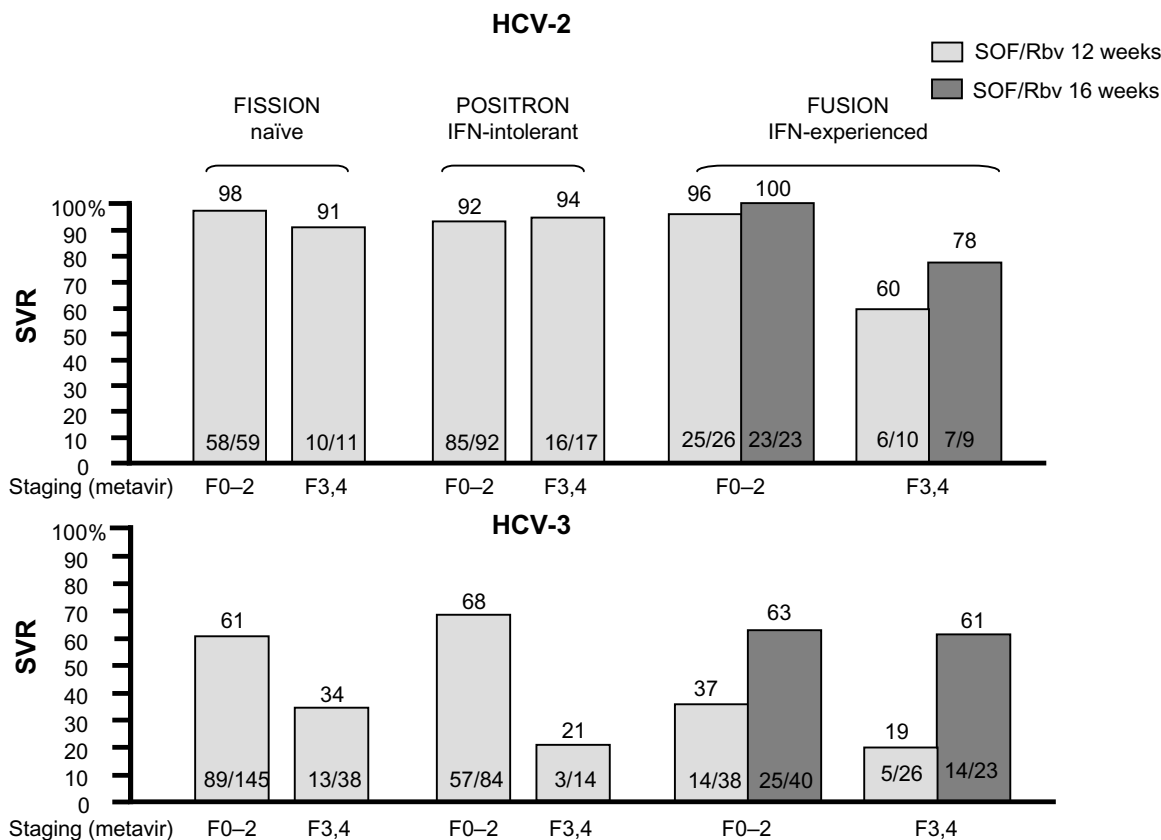 HCV-2
SOF/Rbv 12 weeks
SOF/Rbv 16 weeks
FISSION
naïve
POSITRON
IFN-intolerant
FUSION
IFN-experienced
98
91
92
94
96
100
60
78
SVR
100%
90
80
70
60
50
40
30
20
10
0
58/59
10/11
85/92
16/17
25/26
23/23
6/10
7/9
Staging (metavir)
F0–2
F3,4
F0–2
F3,4
F0–2
F3,4
HCV-3
61
34
68
21
37
63
19
61
SVR
100%
90
80
70
60
50
40
30
20
10
0
89/145
13/38
57/84
3/14
14/38
25/40
5/26
14/23
Staging (metavir)
F0–2
F3,4
F0–2
F3,4
F0–2
F3,4